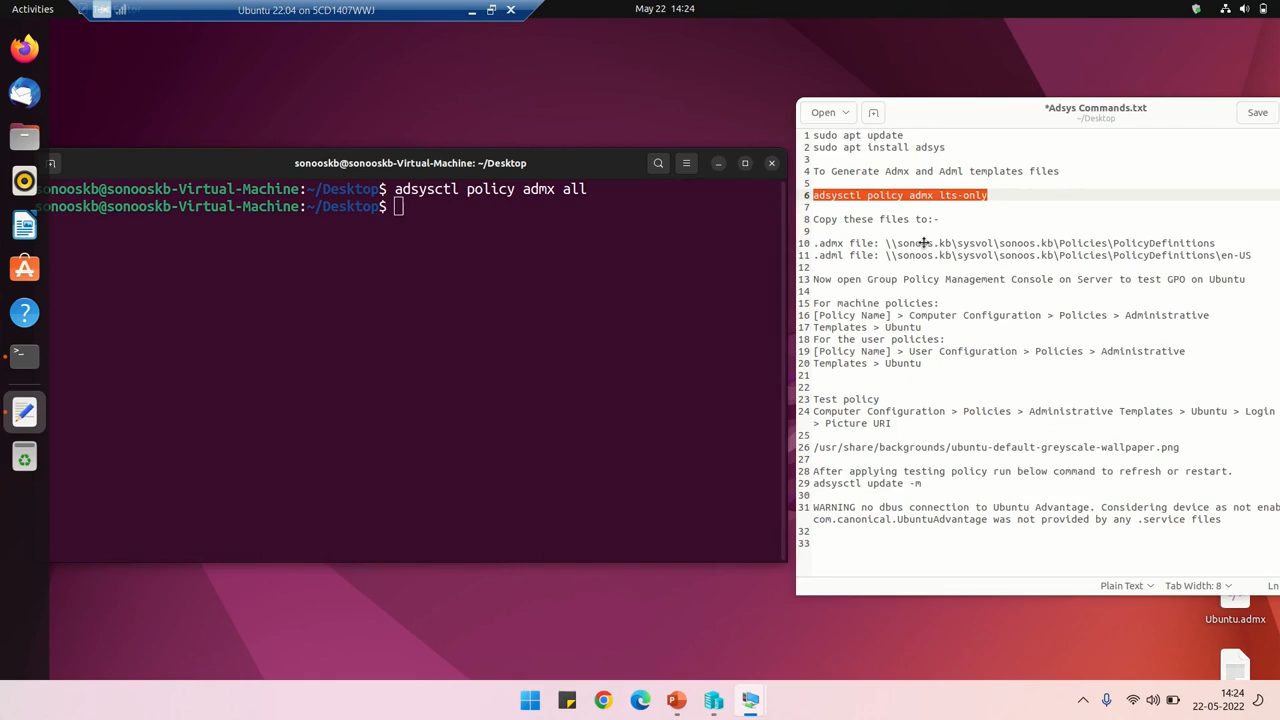 Activities
Ubuntu 22.04 on 5CD1407WWJ
May 22 14:24
Open
*Adsys Commands.txt
~/Desktop
Save
1 sudo apt update
2 sudo apt install adsys
3
4 To Generate Admx and Adml templates files
5
6 adsysctl policy admx lts-only
7
8 Copy these files to:-
9
10 .admx file: \\sonoos.kb\sysvol\sonoos.kb\Policies\PolicyDefinitions
11 .adml file: \\sonoos.kb\sysvol\sonoos.kb\Policies\PolicyDefinitions\en-US
12
13 Now open Group Policy Management Console on Server to test GPO on Ubuntu
14
15 For machine policies:
16 [Policy Name] > Computer Configuration > Policies > Administrative
17 Templates > Ubuntu
18 For the user policies:
19 [Policy Name] > User Configuration > Policies > Administrative
20 Templates > Ubuntu
21
22
23 Test policy
24 Computer Configuration > Policies > Administrative Templates > Ubuntu > Login
> Picture URI
25
26 /usr/share/backgrounds/ubuntu-default-greyscale-wallpaper.png
27
28 After applying testing policy run below command to refresh or restart.
29 adsysctl update -m
30
31 WARNING no dbus connection to Ubuntu Advantage. Considering device as not enab
com.canonical.UbuntuAdvantage was not provided by any .service files
32
33
Plain Text
Tab Width: 8
Ln
sonooskb@sonooskb-Virtual-Machine: ~/Desktop
onooskb@sonooskb-Virtual-Machine:~/Desktop$ adsysctl policy admx all
onooskb@sonooskb-Virtual-Machine:~/Desktop$
Ubuntu.admx
14:24
22-05-2022